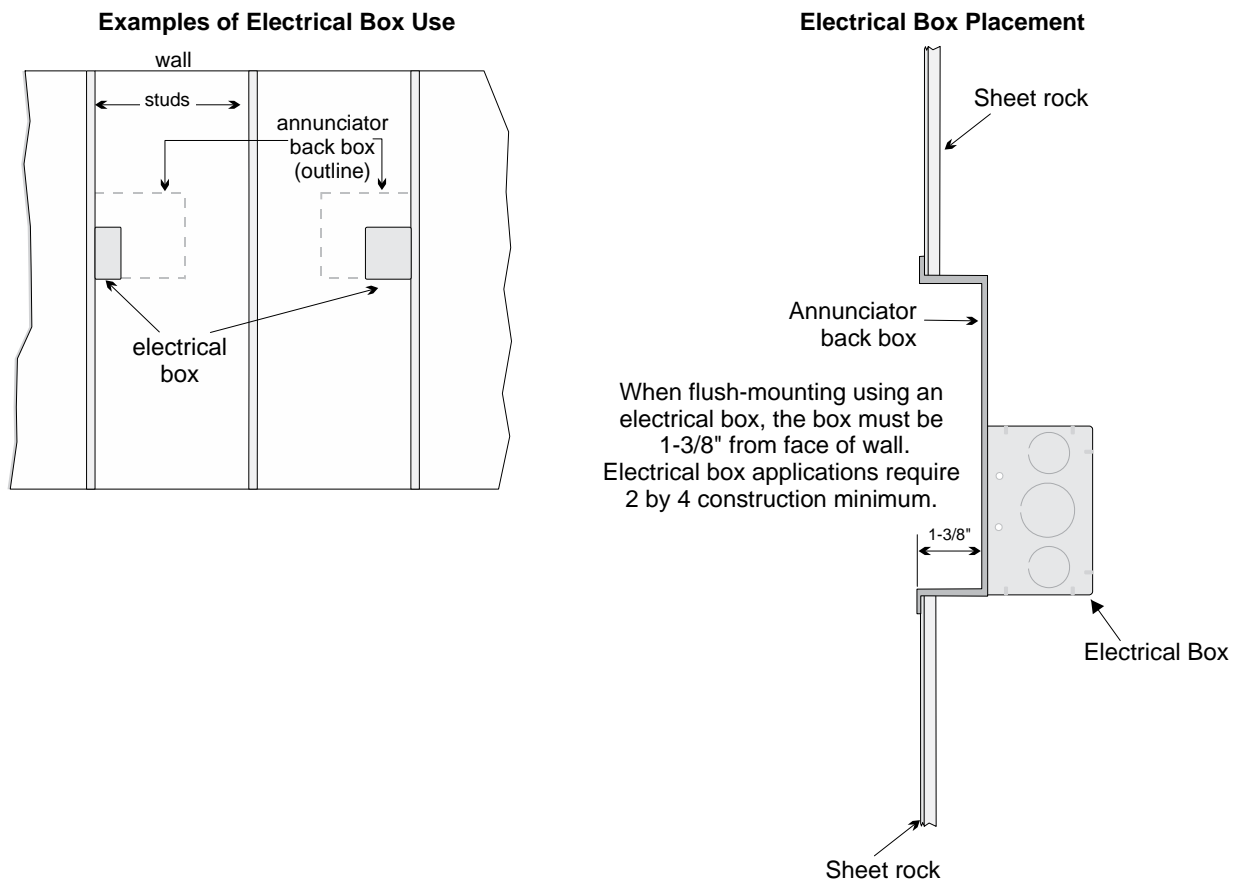 Examples of Electrical Box Use
wall
studs
annunciator
back box
(outline)
electrical
box
Electrical Box Placement
Sheet rock
Annunciator
back box
When flush-mounting using an
electrical box, the box must be
1-3/8" from face of wall.
Electrical box applications require
2 by 4 construction minimum.
1-3/8"
Electrical Box
Sheet rock